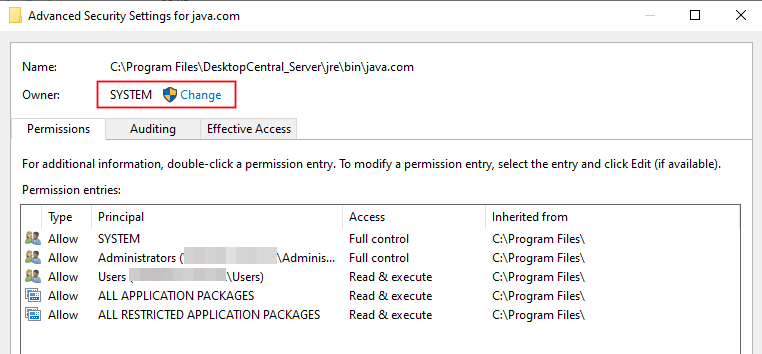 Advanced Security Settings for java.com
Name: C:\Program Files\DesktopCentral_Server\jre\bin\java.com
Owner: SYSTEM Change
Permissions Auditing Effective Access
For additional information, double-click a permission entry. To modify a permission entry, select the entry and click Edit (if available).
Permission entries:
Type Principal Access Inherited from
Allow SYSTEM Full control C:\Program Files\
Allow Administrators ( \Adminis... Full control C:\Program Files\
Allow Users ( \Users) Read & execute C:\Program Files\
Allow ALL APPLICATION PACKAGES Read & execute C:\Program Files\
Allow ALL RESTRICTED APPLICATION PACKAGES Read & execute C:\Program Files\